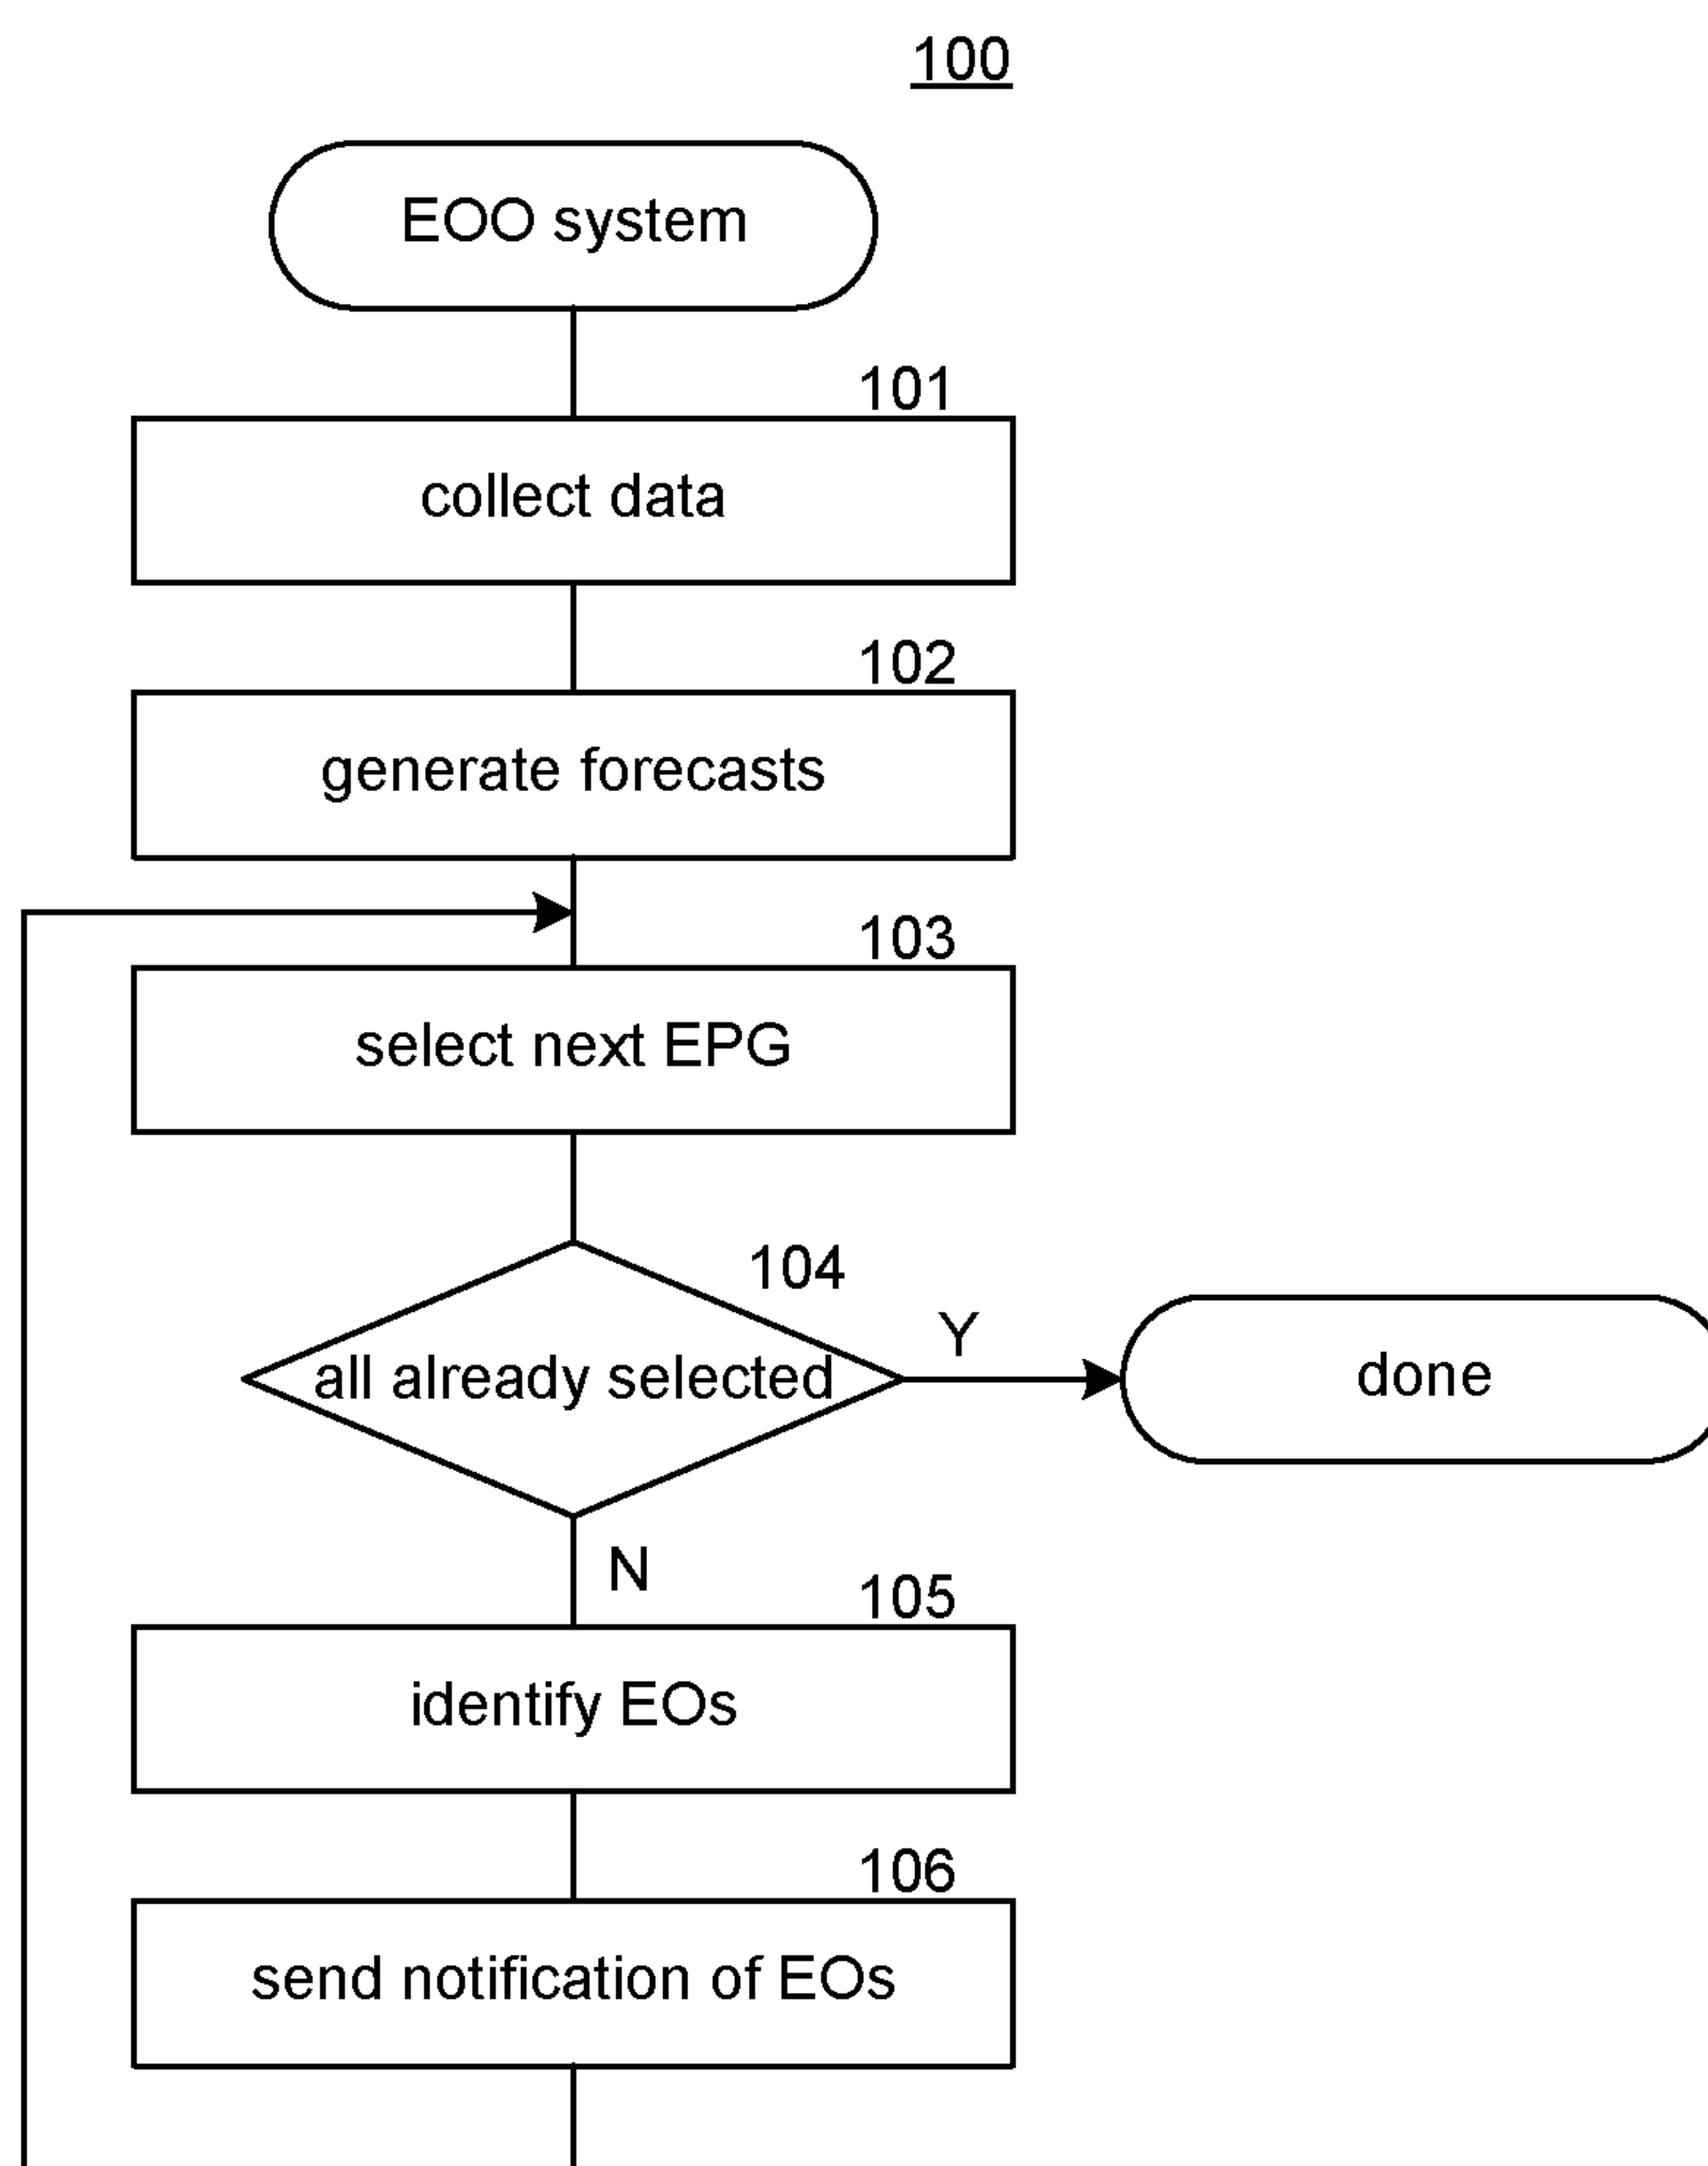 100
EOO system
101
collect data
102
generate forecasts
103
select next EPG
104
all already selected
Y
done
N
105
identify EOs
106
send notification of EOs